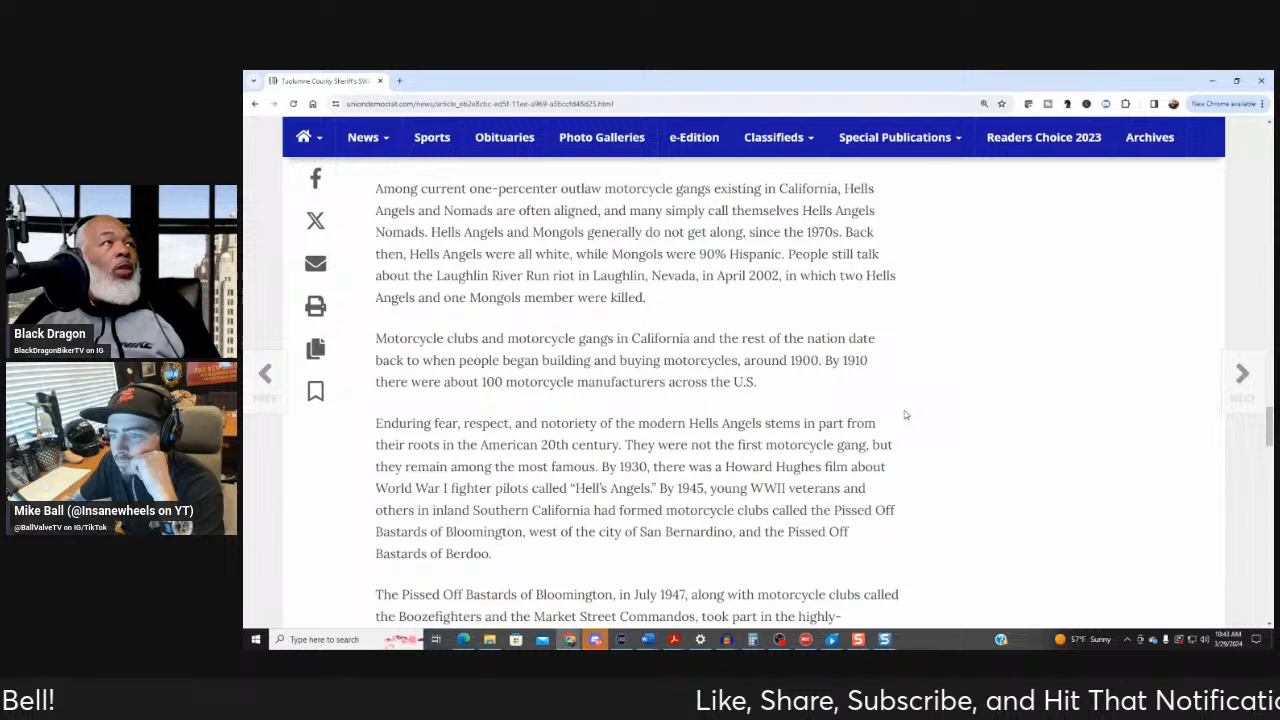 Tuolumne County Sheriff's SWA
uniondemocrat.com/news/article_eb2e8cbc-ed5f-11ee-a969-a3bccfd48d23.html
New Chrome available
News
Sports
Obituaries
Photo Galleries
e-Edition
Classifieds
Special Publications
Readers Choice 2023
Archives
Among current one-percenter outlaw motorcycle gangs existing in California, Hells
Angels and Nomads are often aligned, and many simply call themselves Hells Angels
Nomads. Hells Angels and Mongols generally do not get along, since the 1970s. Back
then, Hells Angels were all white, while Mongols were 90% Hispanic. People still talk
about the Laughlin River Run riot in Laughlin, Nevada, in April 2002, in which two Hells
Angels and one Mongols member were killed.
Motorcycle clubs and motorcycle gangs in California and the rest of the nation date
back to when people began building and buying motorcycles, around 1900. By 1910
there were about 100 motorcycle manufacturers across the U.S.
Enduring fear, respect, and notoriety of the modern Hells Angels stems in part from
their roots in the American 20th century. They were not the first motorcycle gang, but
they remain among the most famous. By 1930, there was a Howard Hughes film about
World War I fighter pilots called “Hell’s Angels.” By 1945, young WWII veterans and
others in inland Southern California had formed motorcycle clubs called the Pissed Off
Bastards of Bloomington, west of the city of San Bernardino, and the Pissed Off
Bastards of Berdoo.
The Pissed Off Bastards of Bloomington, in July 1947, along with motorcycle clubs called
the Boozefighters and the Market Street Commandos, took part in the highly-
NEXT
Black Dragon
BlackDragonBikerTV on IG
Mike Ball (@Insanewheels on YT)
@BallValveTV on IG/TikTok
Type here to search
57°F Sunny
10:43 AM
3/29/2024
Bell!
Like, Share, Subscribe, and Hit That Notificatio